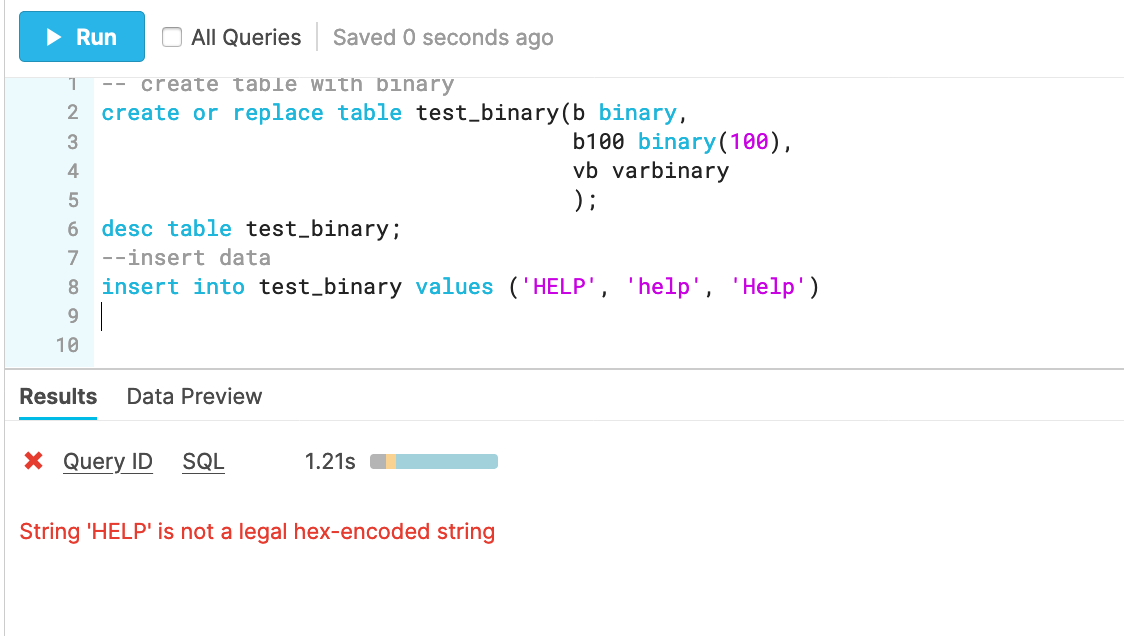 Run All Queries Saved 0 seconds ago
1 -- create table with binary
2 create or replace table test_binary(b binary,
3 b100 binary(100),
4 vb varbinary
5 );
6 desc table test_binary;
7 --insert data
8 insert into test_binary values ('HELP', 'help', 'Help')
9
10
Results Data Preview
Query ID SQL 1.21s
String 'HELP' is not a legal hex-encoded string